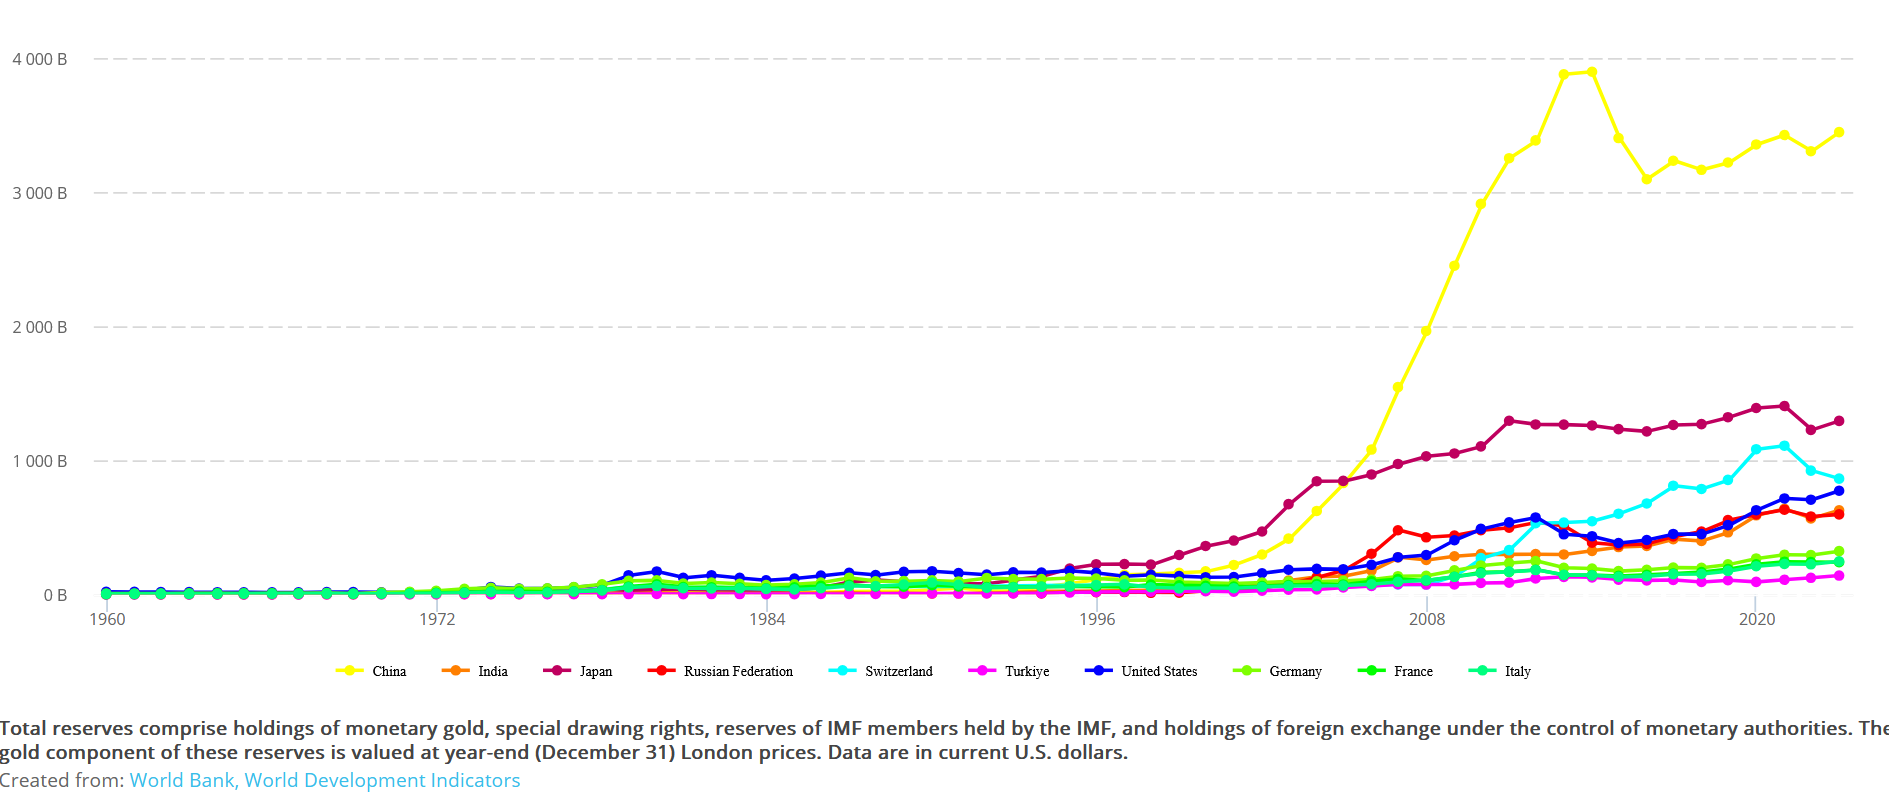 4 000 B
3 000 B
2 000 B
1 000 B
0 B
1960 1972 1984 1996 2008 2020
China India Japan Russian Federation Switzerland Turkiye United States Germany France Italy
Total reserves comprise holdings of monetary gold, special drawing rights, reserves of IMF members held by the IMF, and holdings of foreign exchange under the control of monetary authorities. The
gold component of these reserves is valued at year-end (December 31) London prices. Data are in current U.S. dollars.
Created from: World Bank, World Development Indicators